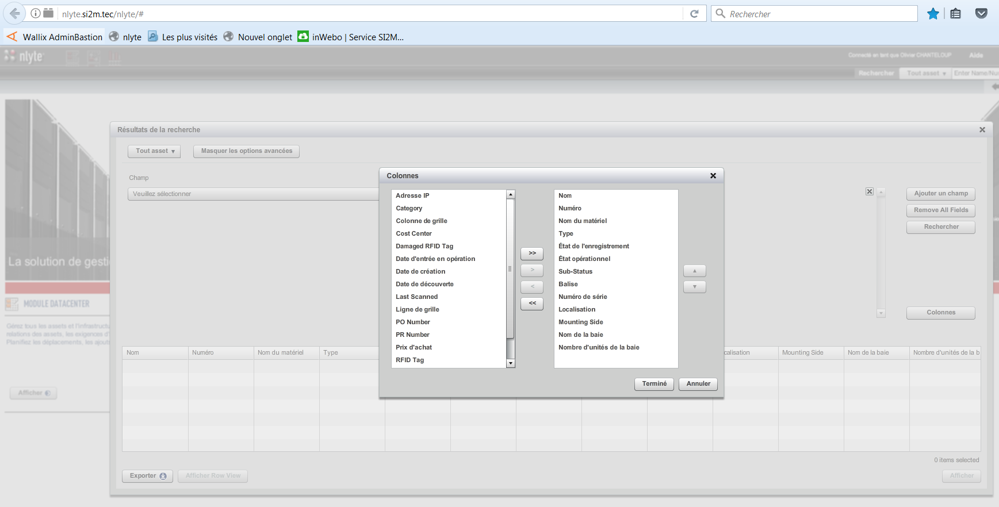 nlyte.si2m.tec/nlyte/#
Rechercher
Wallix AdminBastion
nlyte
Les plus visités
Nouvel onglet
inWebo | Service SI2M...
nlyte
Connecté en tant que Olivier CHANTELOUP
Aide
Rechercher
Tout asset
Enter Name/Nu
Résultats de la recherche
Tout asset
Masquer les options avancées
Champ
Veuillez sélectionner
Ajouter un champ
Remove All Fields
Rechercher
Colonnes
La solution de gesti
MODULE DATACENTER
Gérez tous les assets et l'infrastructu
relations des assets, les exigences d'
Planifiez les déplacements, les ajouts
Afficher
Colonnes
Adresse IP
Category
Colonne de grille
Cost Center
Damaged RFID Tag
Date d'entrée en opération
Date de création
Date de découverte
Last Scanned
Ligne de grille
PO Number
PR Number
Prix d'achat
RFID Tag
>>
>
<
<<
Nom
Numéro
Nom du matériel
Type
État de l'enregistrement
État opérationnel
Sub-Status
Balise
Numéro de série
Localisation
Mounting Side
Nom de la baie
Nombre d'unités de la baie
Terminé
Annuler
Nom
Numéro
Nom du matériel
Type
calisation
Mounting Side
Nom de la baie
Nombre d'unités de la b
0 items selected
Exporter
Afficher Row View
Afficher